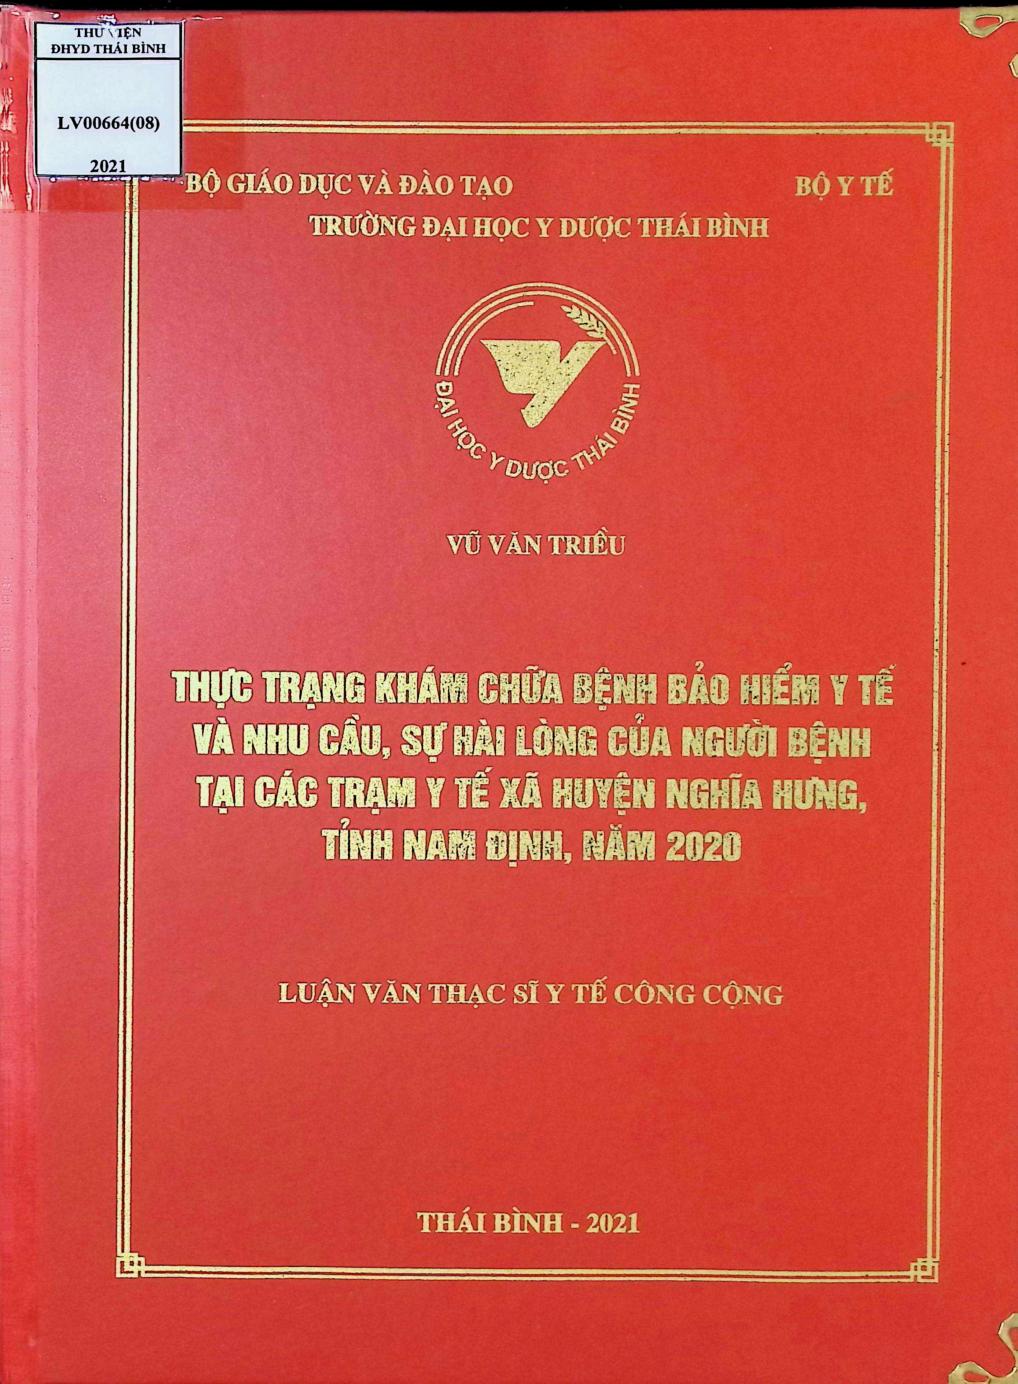 THƯ VIỆN
ĐHYD THÁI BÌNH
LV00664(08)
2021
BỘ GIÁO DỤC VÀ ĐÀO TẠO BỘ Y TẾ
TRƯỜNG ĐẠI HỌC Y DƯỢC THÁI BÌNH
ĐẠI HỌC Y DƯỢC THÁI BÌNH
VŨ VĂN TRIỀU
THỰC TRẠNG KHÁM CHỮA BỆNH BẢO HIỂM Y TẾ
VÀ NHU CẦU, SỰ HÀI LÒNG CỦA NGƯỜI BỆNH
TẠI CÁC TRẠM Y TẾ XÃ HUYỆN NGHĨA HƯNG,
TỈNH NAM ĐỊNH, NĂM 2020
LUẬN VĂN THẠC SĨ Y TẾ CÔNG CỘNG
THÁI BÌNH - 2021